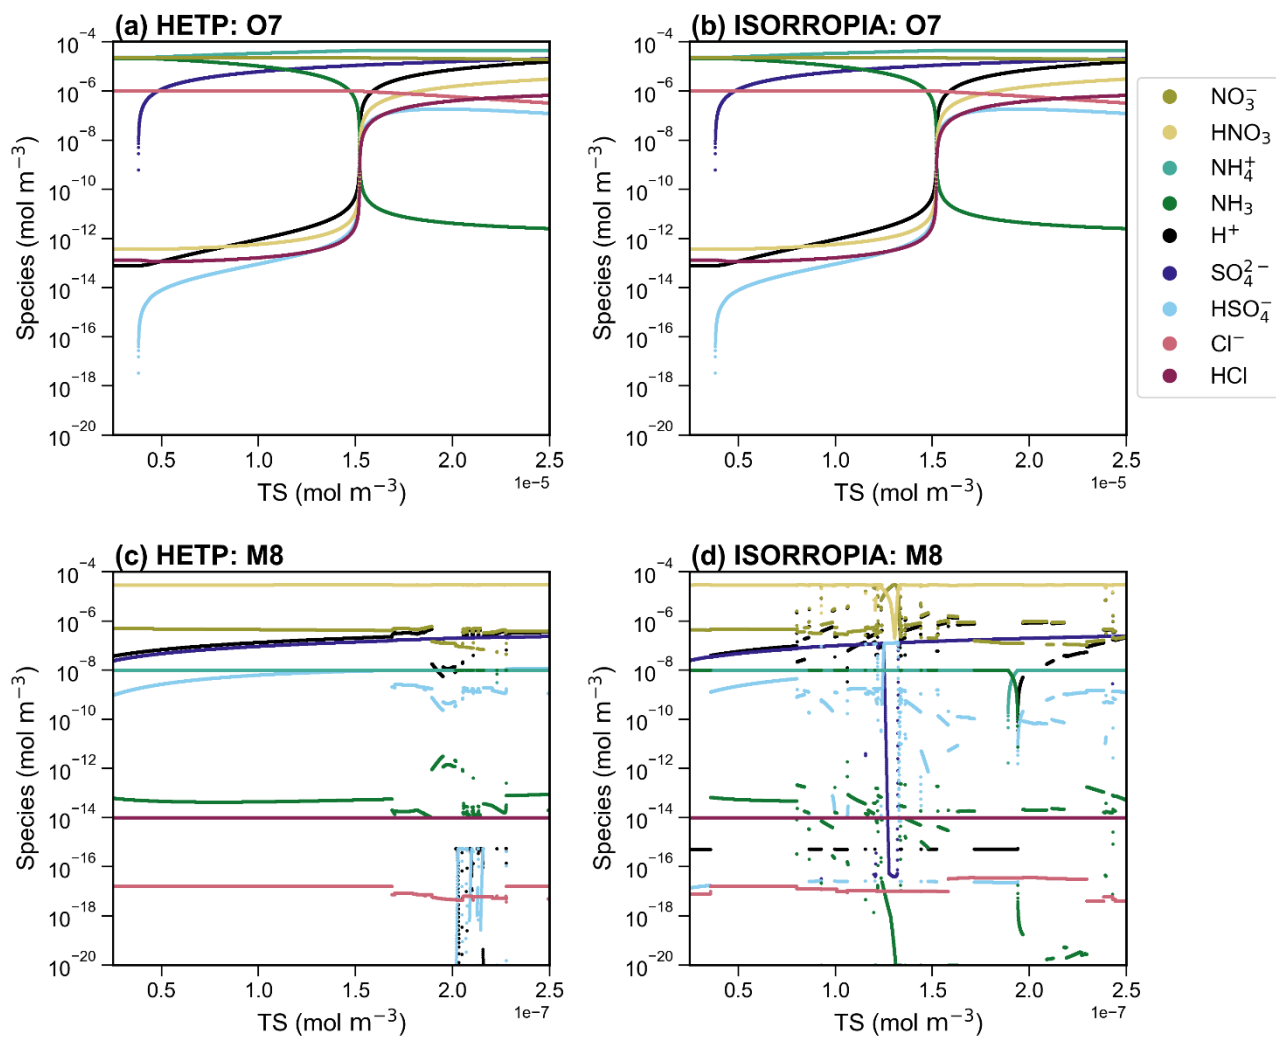 (a) HETP: O7
10⁻⁴
10⁻⁶
10⁻⁸
10⁻¹⁰
10⁻¹²
10⁻¹⁴
10⁻¹⁶
10⁻¹⁸
10⁻²⁰
Species (mol m⁻³)
0.5 1.0 1.5 2.0 2.5
1e−5
TS (mol m⁻³)
(b) ISORROPIA: O7
10⁻⁴
10⁻⁶
10⁻⁸
10⁻¹⁰
10⁻¹²
10⁻¹⁴
10⁻¹⁶
10⁻¹⁸
10⁻²⁰
Species (mol m⁻³)
0.5 1.0 1.5 2.0 2.5
1e−5
TS (mol m⁻³)
NO₃⁻
HNO₃
NH₄⁺
NH₃
H⁺
SO₄²⁻
HSO₄⁻
Cl⁻
HCl
(c) HETP: M8
10⁻⁴
10⁻⁶
10⁻⁸
10⁻¹⁰
10⁻¹²
10⁻¹⁴
10⁻¹⁶
10⁻¹⁸
10⁻²⁰
Species (mol m⁻³)
0.5 1.0 1.5 2.0 2.5
1e−7
TS (mol m⁻³)
(d) ISORROPIA: M8
10⁻⁴
10⁻⁶
10⁻⁸
10⁻¹⁰
10⁻¹²
10⁻¹⁴
10⁻¹⁶
10⁻¹⁸
10⁻²⁰
Species (mol m⁻³)
0.5 1.0 1.5 2.0 2.5
1e−7
TS (mol m⁻³)